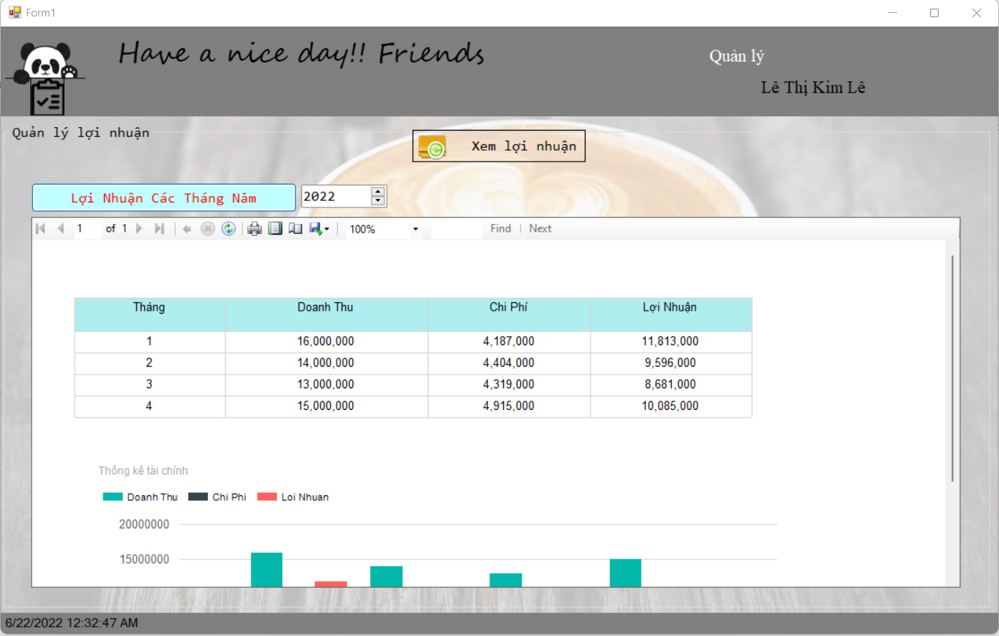 Form1
Have a nice day!! Friends
Quản lý
Lê Thị Kim Lê
Quản lý lợi nhuận
Xem lợi nhuận
Lợi Nhuận Các Tháng Năm 2022
1 of 1 100% Find Next
Tháng Doanh Thu Chi Phí Lợi Nhuận
1 16,000,000 4,187,000 11,813,000
2 14,000,000 4,404,000 9,596,000
3 13,000,000 4,319,000 8,681,000
4 15,000,000 4,915,000 10,085,000
Thông kê tài chính
Doanh Thu Chi Phi Loi Nhuan
20000000
15000000
6/22/2022 12:32:47 AM